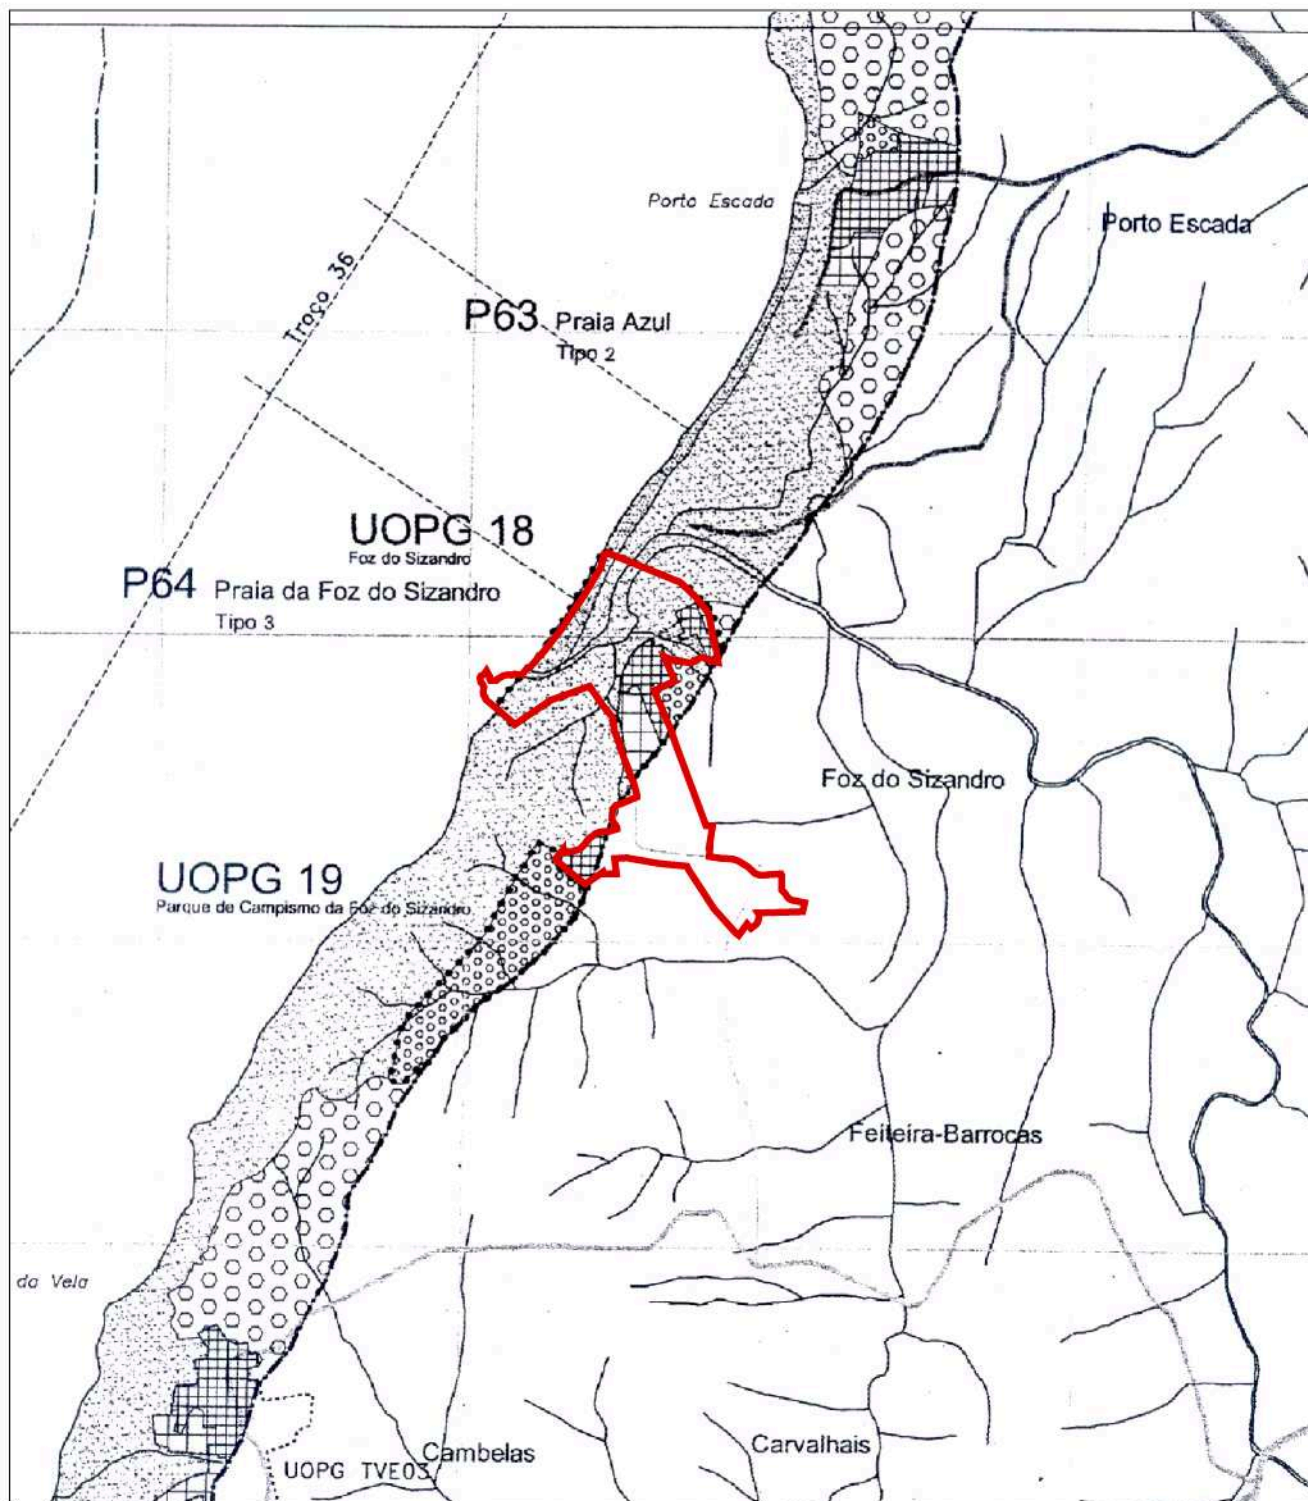 Porto Escada
Porto Escada
Troço 36
P63 Praia Azul
Tipo 2
UOPG 18
Foz do Sizandro
P64 Praia da Foz do Sizandro
Tipo 3
Foz do Sizandro
UOPG 19
Parque de Campismo da Foz do Sizandro
Feiteira-Barrocas
da Vela
Cambelas
Carvalhais
UOPG TVE03